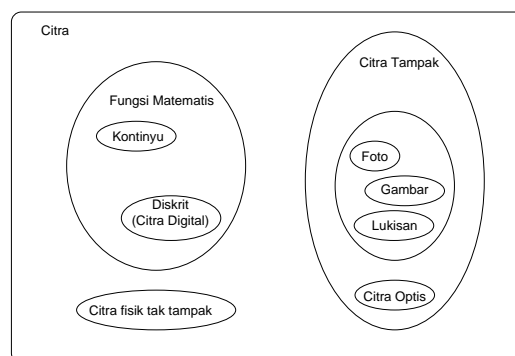 Citra
Citra Tampak
Fungsi Matematis
Kontinyu
Foto
Gambar
Diskrit
(Citra Digital)
Lukisan
Citra Optis
Citra fisik tak tampak